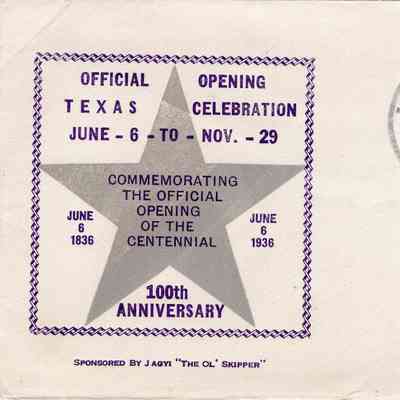 OFFICIAL OPENING
TEXAS CELEBRATION
JUNE - 6 - TO - NOV. - 29
COMMEMORATING
THE OFFICIAL
OPENING
OF THE
CENTENNIAL
JUNE
6
1836
JUNE
6
1936
100th
ANNIVERSARY
SPONSORED BY JAGYI "THE OL' SKIPPER"